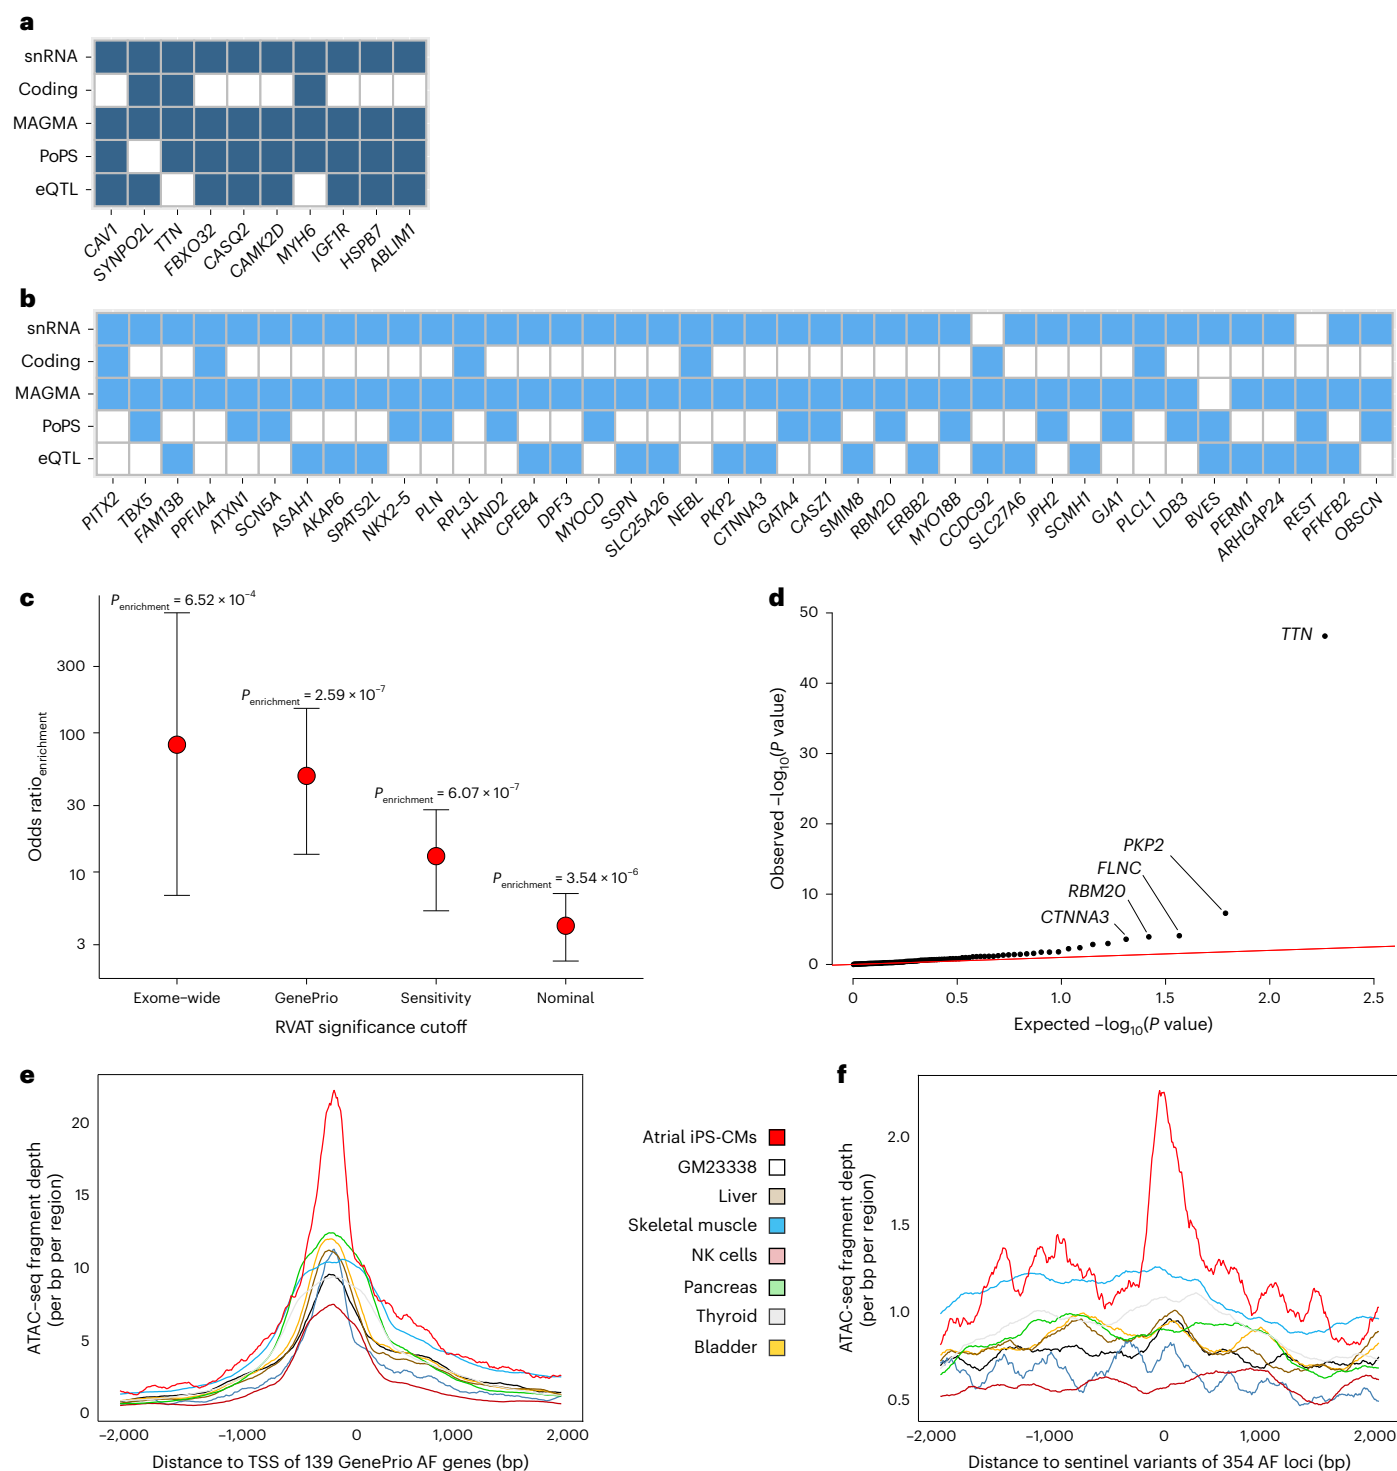 a
snRNA
Coding
MAGMA
PoPS
eQTL
CAV1
SYNPO2L
TTN
FBXO32
CASQ2
CAMK2D
MYH6
IGF1R
HSPB7
ABLIM1
b
snRNA
Coding
MAGMA
PoPS
eQTL
PITX2
TBX5
FAM13B
PPFIA4
ATXN1
SCN5A
ASAH1
AKAP6
SPATS2L
NKX2-5
PLN
RPL3L
HAND2
CPEB4
DPF3
MYOCD
SSPN
SLC25A26
NEBL
PKP2
CTNNA3
GATA4
CASZ1
SMIM8
RBM20
ERBB2
MYO18B
CCDC92
SLC27A6
JPH2
SCMH1
GJA1
PLCL1
LDB3
BVES
PERM1
ARHGAP24
REST
PFKFB2
OBSCN
c
Odds ratio enrichment
300
100
30
10
3
P enrichment = 6.52 × 10−4
P enrichment = 2.59 × 10−7
P enrichment = 6.07 × 10−7
P enrichment = 3.54 × 10−6
Exome-wide
GenePrio
Sensitivity
Nominal
RVAT significance cutoff
d
Observed −log10(P value)
50
40
30
20
10
0
TTN
PKP2
FLNC
RBM20
CTNNA3
0
0.5
1.0
1.5
2.0
2.5
Expected −log10(P value)
e
ATAC–seq fragment depth
(per bp per region)
20
15
10
5
0
−2,000
−1,000
0
1,000
2,000
Distance to TSS of 139 GenePrio AF genes (bp)
Atrial iPS-CMs
GM23338
Liver
Skeletal muscle
NK cells
Pancreas
Thyroid
Bladder
f
ATAC-seq fragment depth
(per bp per region)
2.0
1.5
1.0
0.5
−2,000
−1,000
0
1,000
2,000
Distance to sentinel variants of 354 AF loci (bp)